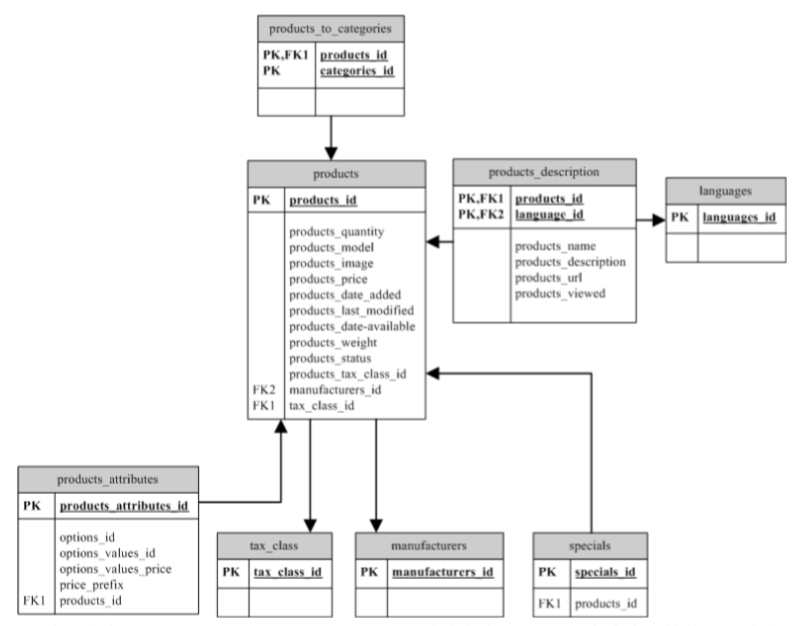 products_to_categories
PK,FK1 products_id
PK categories_id
products
PK products_id
products_quantity
products_model
products_image
products_price
products_date_added
products_last_modified
products_date-available
products_weight
products_status
products_tax_class_id
FK2 manufacturers_id
FK1 tax_class_id
products_description
PK,FK1 products_id
PK,FK2 language_id
products_name
products_description
products_url
products_viewed
languages
PK languages_id
products_attributes
PK products_attributes_id
options_id
options_values_id
options_values_price
price_prefix
FK1 products_id
tax_class
PK tax_class_id
manufacturers
PK manufacturers_id
specials
PK specials_id
FK1 products_id